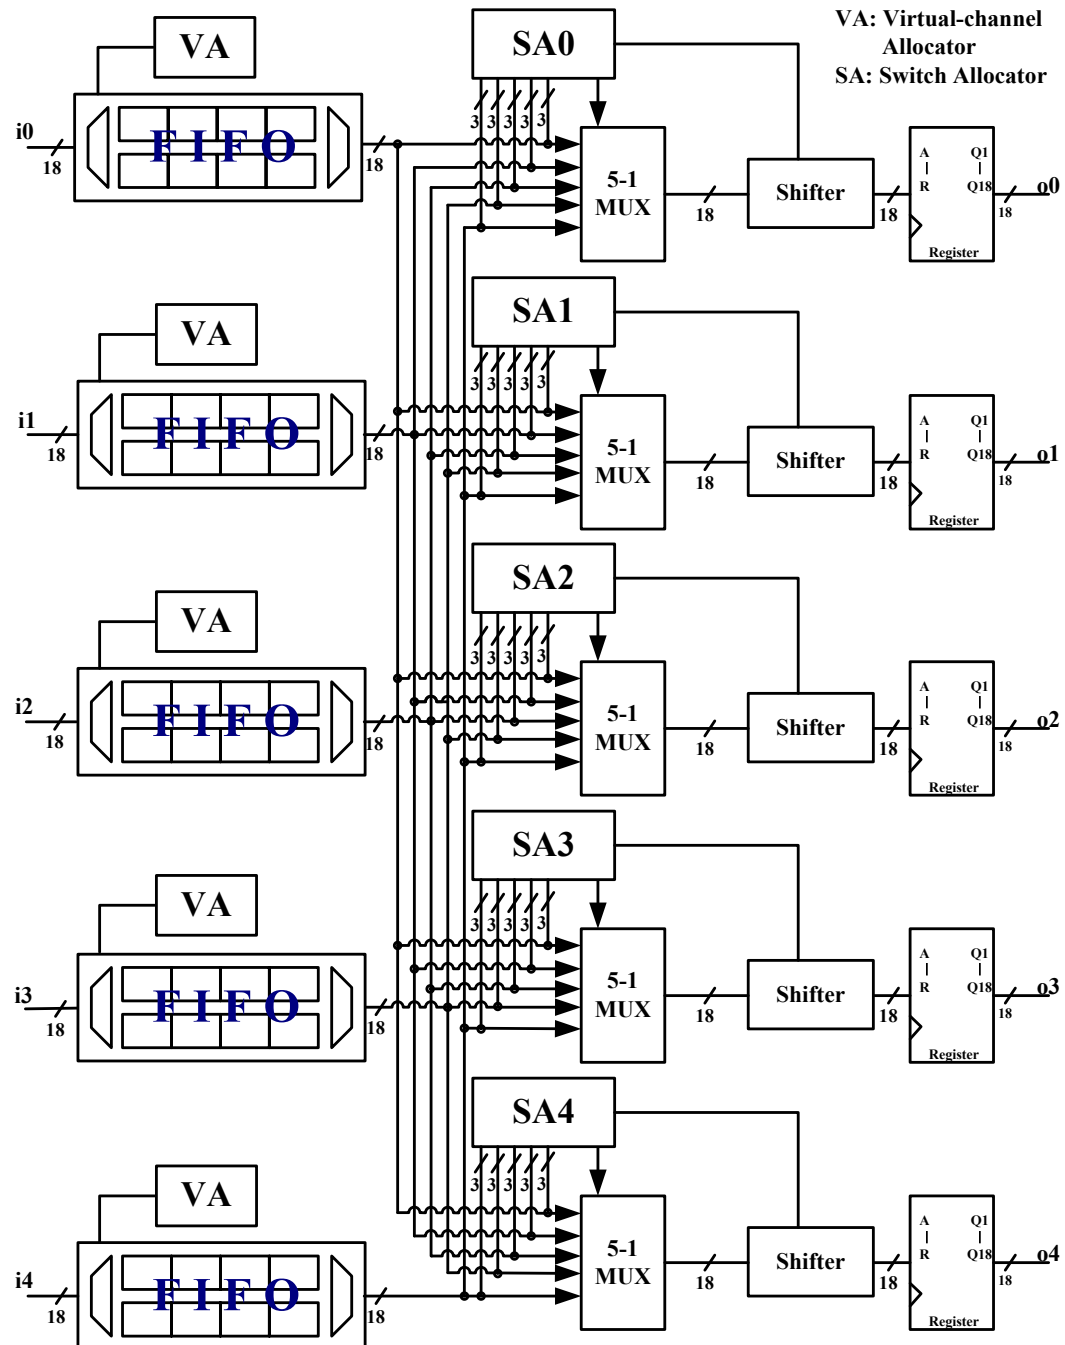 VA: Virtual-channel
Allocator
SA: Switch Allocator
VA
SA0
3 3 3 3 3
i0
18
F I F O
18
5-1
MUX
18
Shifter
18
A Q1
R Q18
Register
18
o0
VA
SA1
3 3 3 3 3
i1
18
F I F O
18
5-1
MUX
18
Shifter
18
A Q1
R Q18
Register
18
o1
VA
SA2
3 3 3 3 3
i2
18
F I F O
18
5-1
MUX
18
Shifter
18
A Q1
R Q18
Register
18
o2
VA
SA3
3 3 3 3 3
i3
18
F I F O
18
5-1
MUX
18
Shifter
18
A Q1
R Q18
Register
18
o3
VA
SA4
3 3 3 3 3
i4
18
F I F O
18
5-1
MUX
18
Shifter
18
A Q1
R Q18
Register
18
o4